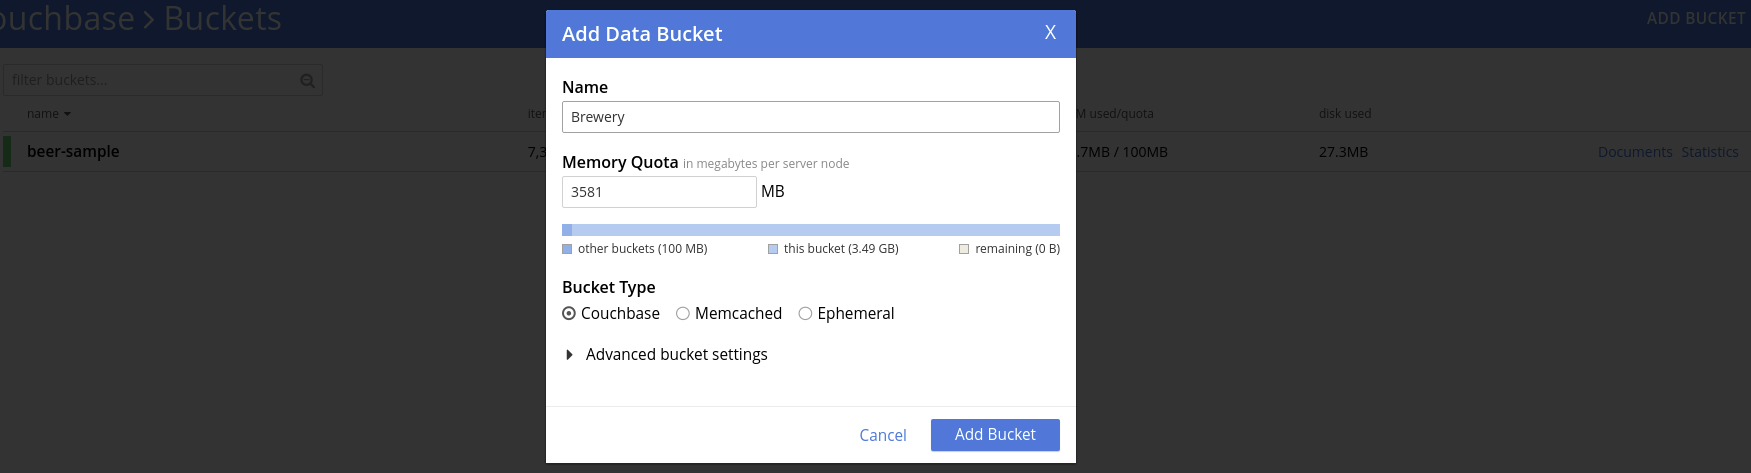 ouchbase > Buckets
ADD BUCKET
Add Data Bucket X
filter buckets...
name
iter
M used/quota
disk used
Name
Brewery
beer-sample
7,3
.7MB / 100MB
27.3MB
Documents Statistics
Memory Quota in megabytes per server node
3581 MB
other buckets (100 MB) this bucket (3.49 GB) remaining (0 B)
Bucket Type
Couchbase Memcached Ephemeral
Advanced bucket settings
Cancel Add Bucket